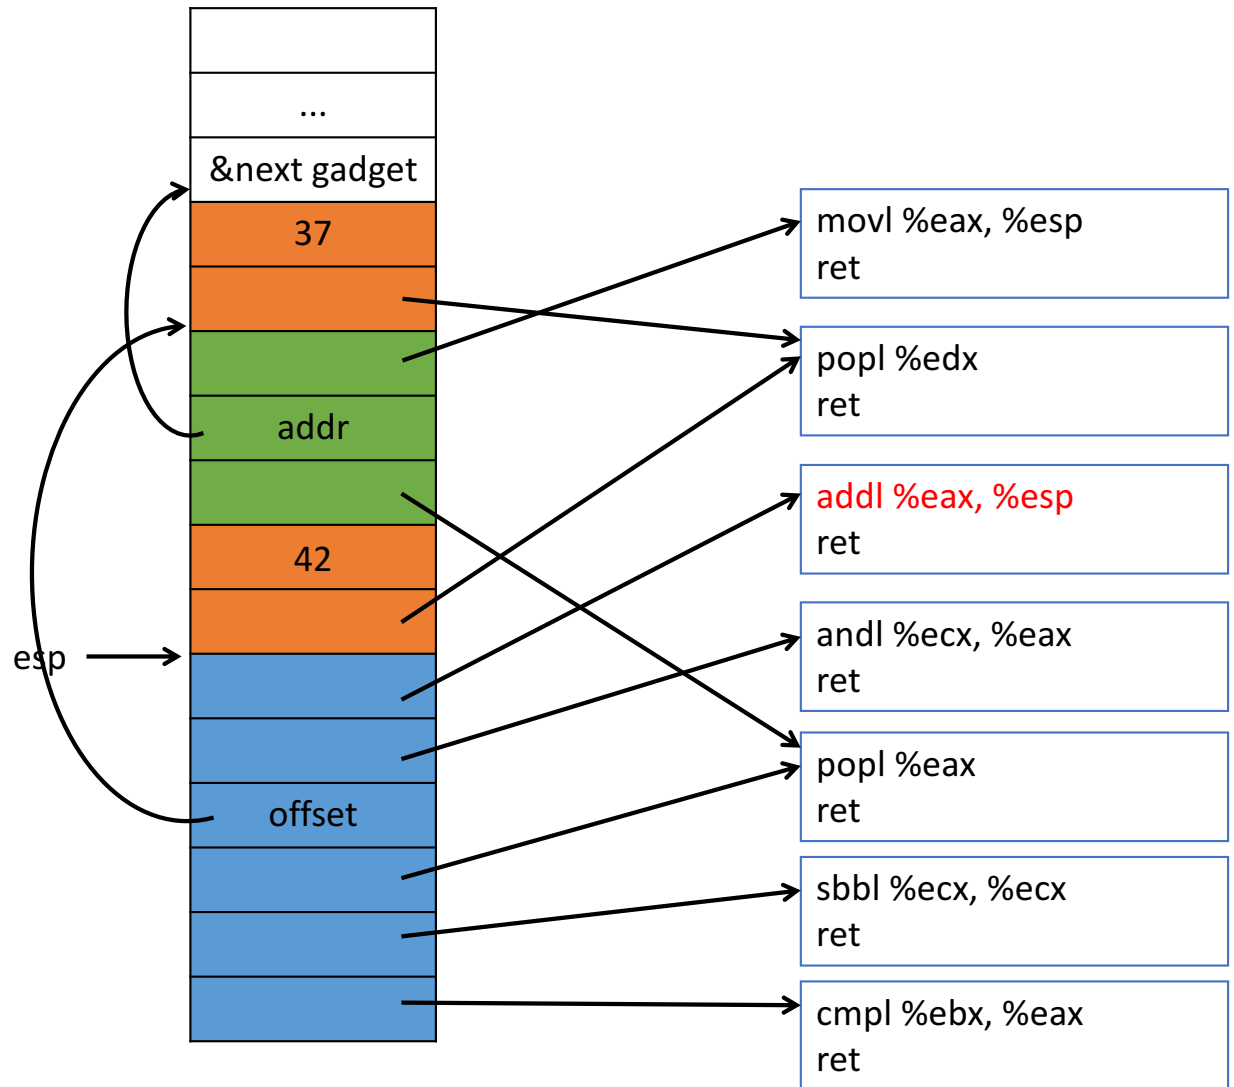 ...
&next gadget
37
addr
42
esp
offset
movl %eax, %esp
ret
popl %edx
ret
addl %eax, %esp
ret
andl %ecx, %eax
ret
popl %eax
ret
sbbl %ecx, %ecx
ret
cmpl %ebx, %eax
ret